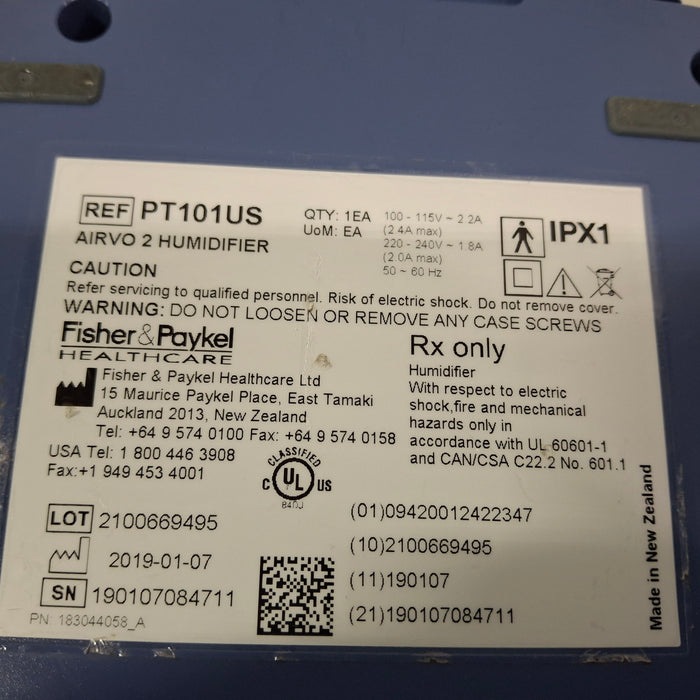 REF PT101US
AIRVO 2 HUMIDIFIER
QTY: 1EA
UoM: EA
100 - 115V ~ 2.2A
(2.4A max)
220 - 240V ~ 1.8A
(2.0A max)
50 ~ 60 Hz
IPX1
CAUTION
Refer servicing to qualified personnel. Risk of electric shock. Do not remove cover.
WARNING: DO NOT LOOSEN OR REMOVE ANY CASE SCREWS
Fisher&Paykel
HEALTHCARE
Fisher & Paykel Healthcare Ltd
15 Maurice Paykel Place, East Tamaki
Auckland 2013, New Zealand
Tel: +64 9 574 0100 Fax: +64 9 574 0158
USA Tel: 1 800 446 3908
Fax:+1 949 453 4001
Rx only
Humidifier
With respect to electric
shock,fire and mechanical
hazards only in
accordance with UL 60601-1
and CAN/CSA C22.2 No. 601.1
CLASSIFIED
C UL US
84DJ
LOT 2100669495
2019-01-07
SN 190107084711
PN: 183044058_A
(01)09420012422347
(10)2100669495
(11)190107
(21)190107084711
Made in New Zealand